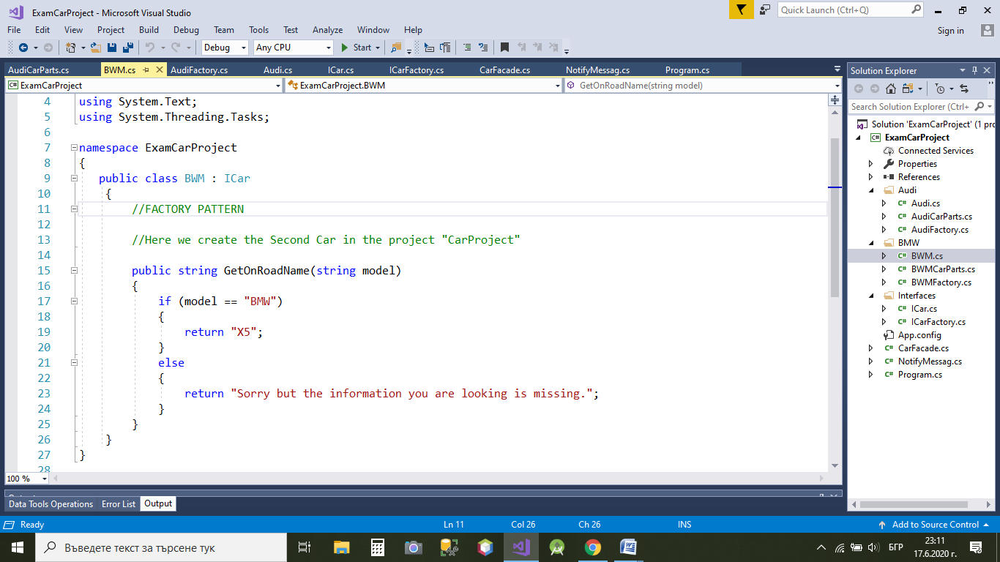 ExamCarProject - Microsoft Visual Studio
Quick Launch (Ctrl+Q)
File Edit View Project Build Debug Team Tools Test Analyze Window Help
Sign in
Debug Any CPU Start
AudiCarParts.cs BWM.cs AudiFactory.cs Audi.cs ICar.cs ICarFactory.cs CarFacade.cs NotifyMessag.cs Program.cs
ExamCarProject ExamCarProject.BWM GetOnRoadName(string model)
4 using System.Text;
5 using System.Threading.Tasks;
6
7 namespace ExamCarProject
8 {
9 public class BWM : ICar
10 {
11 //FACTORY PATTERN
12
13 //Here we create the Second Car in the project "CarProject"
14
15 public string GetOnRoadName(string model)
16 {
17 if (model == "BMW")
18 {
19 return "X5";
20 }
21 else
22 {
23 return "Sorry but the information you are looking is missing.";
24 }
25 }
26 }
27 }
28
100 %
Solution Explorer
Search Solution Explorer (Ctrl+
Solution 'ExamCarProject' (1 pro
ExamCarProject
Connected Services
Properties
References
Audi
Audi.cs
AudiCarParts.cs
AudiFactory.cs
BMW
BWM.cs
BWMCarParts.cs
BWMFactory.cs
Interfaces
ICar.cs
ICarFactory.cs
App.config
CarFacade.cs
NotifyMessag.cs
Program.cs
Data Tools Operations Error List Output
Ready Ln 11 Col 26 Ch 26 INS Add to Source Control
Въведете текст за търсене тук
БГР
23:11
17.6.2020 г.